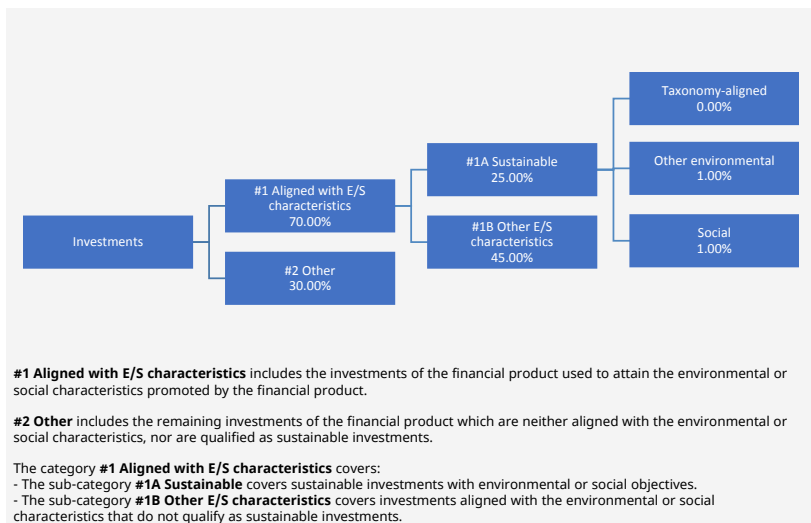 Taxonomy-aligned
0.00%
#1A Sustainable
25.00%
Other environmental
1.00%
#1 Aligned with E/S
characteristics
70.00%
#1B Other E/S
characteristics
45.00%
Social
1.00%
Investments
#2 Other
30.00%
#1 Aligned with E/S characteristics includes the investments of the financial product used to attain the environmental or
social characteristics promoted by the financial product.
#2 Other includes the remaining investments of the financial product which are neither aligned with the environmental or
social characteristics, nor are qualified as sustainable investments.
The category #1 Aligned with E/S characteristics covers:
- The sub-category #1A Sustainable covers sustainable investments with environmental or social objectives.
- The sub-category #1B Other E/S characteristics covers investments aligned with the environmental or social
characteristics that do not qualify as sustainable investments.